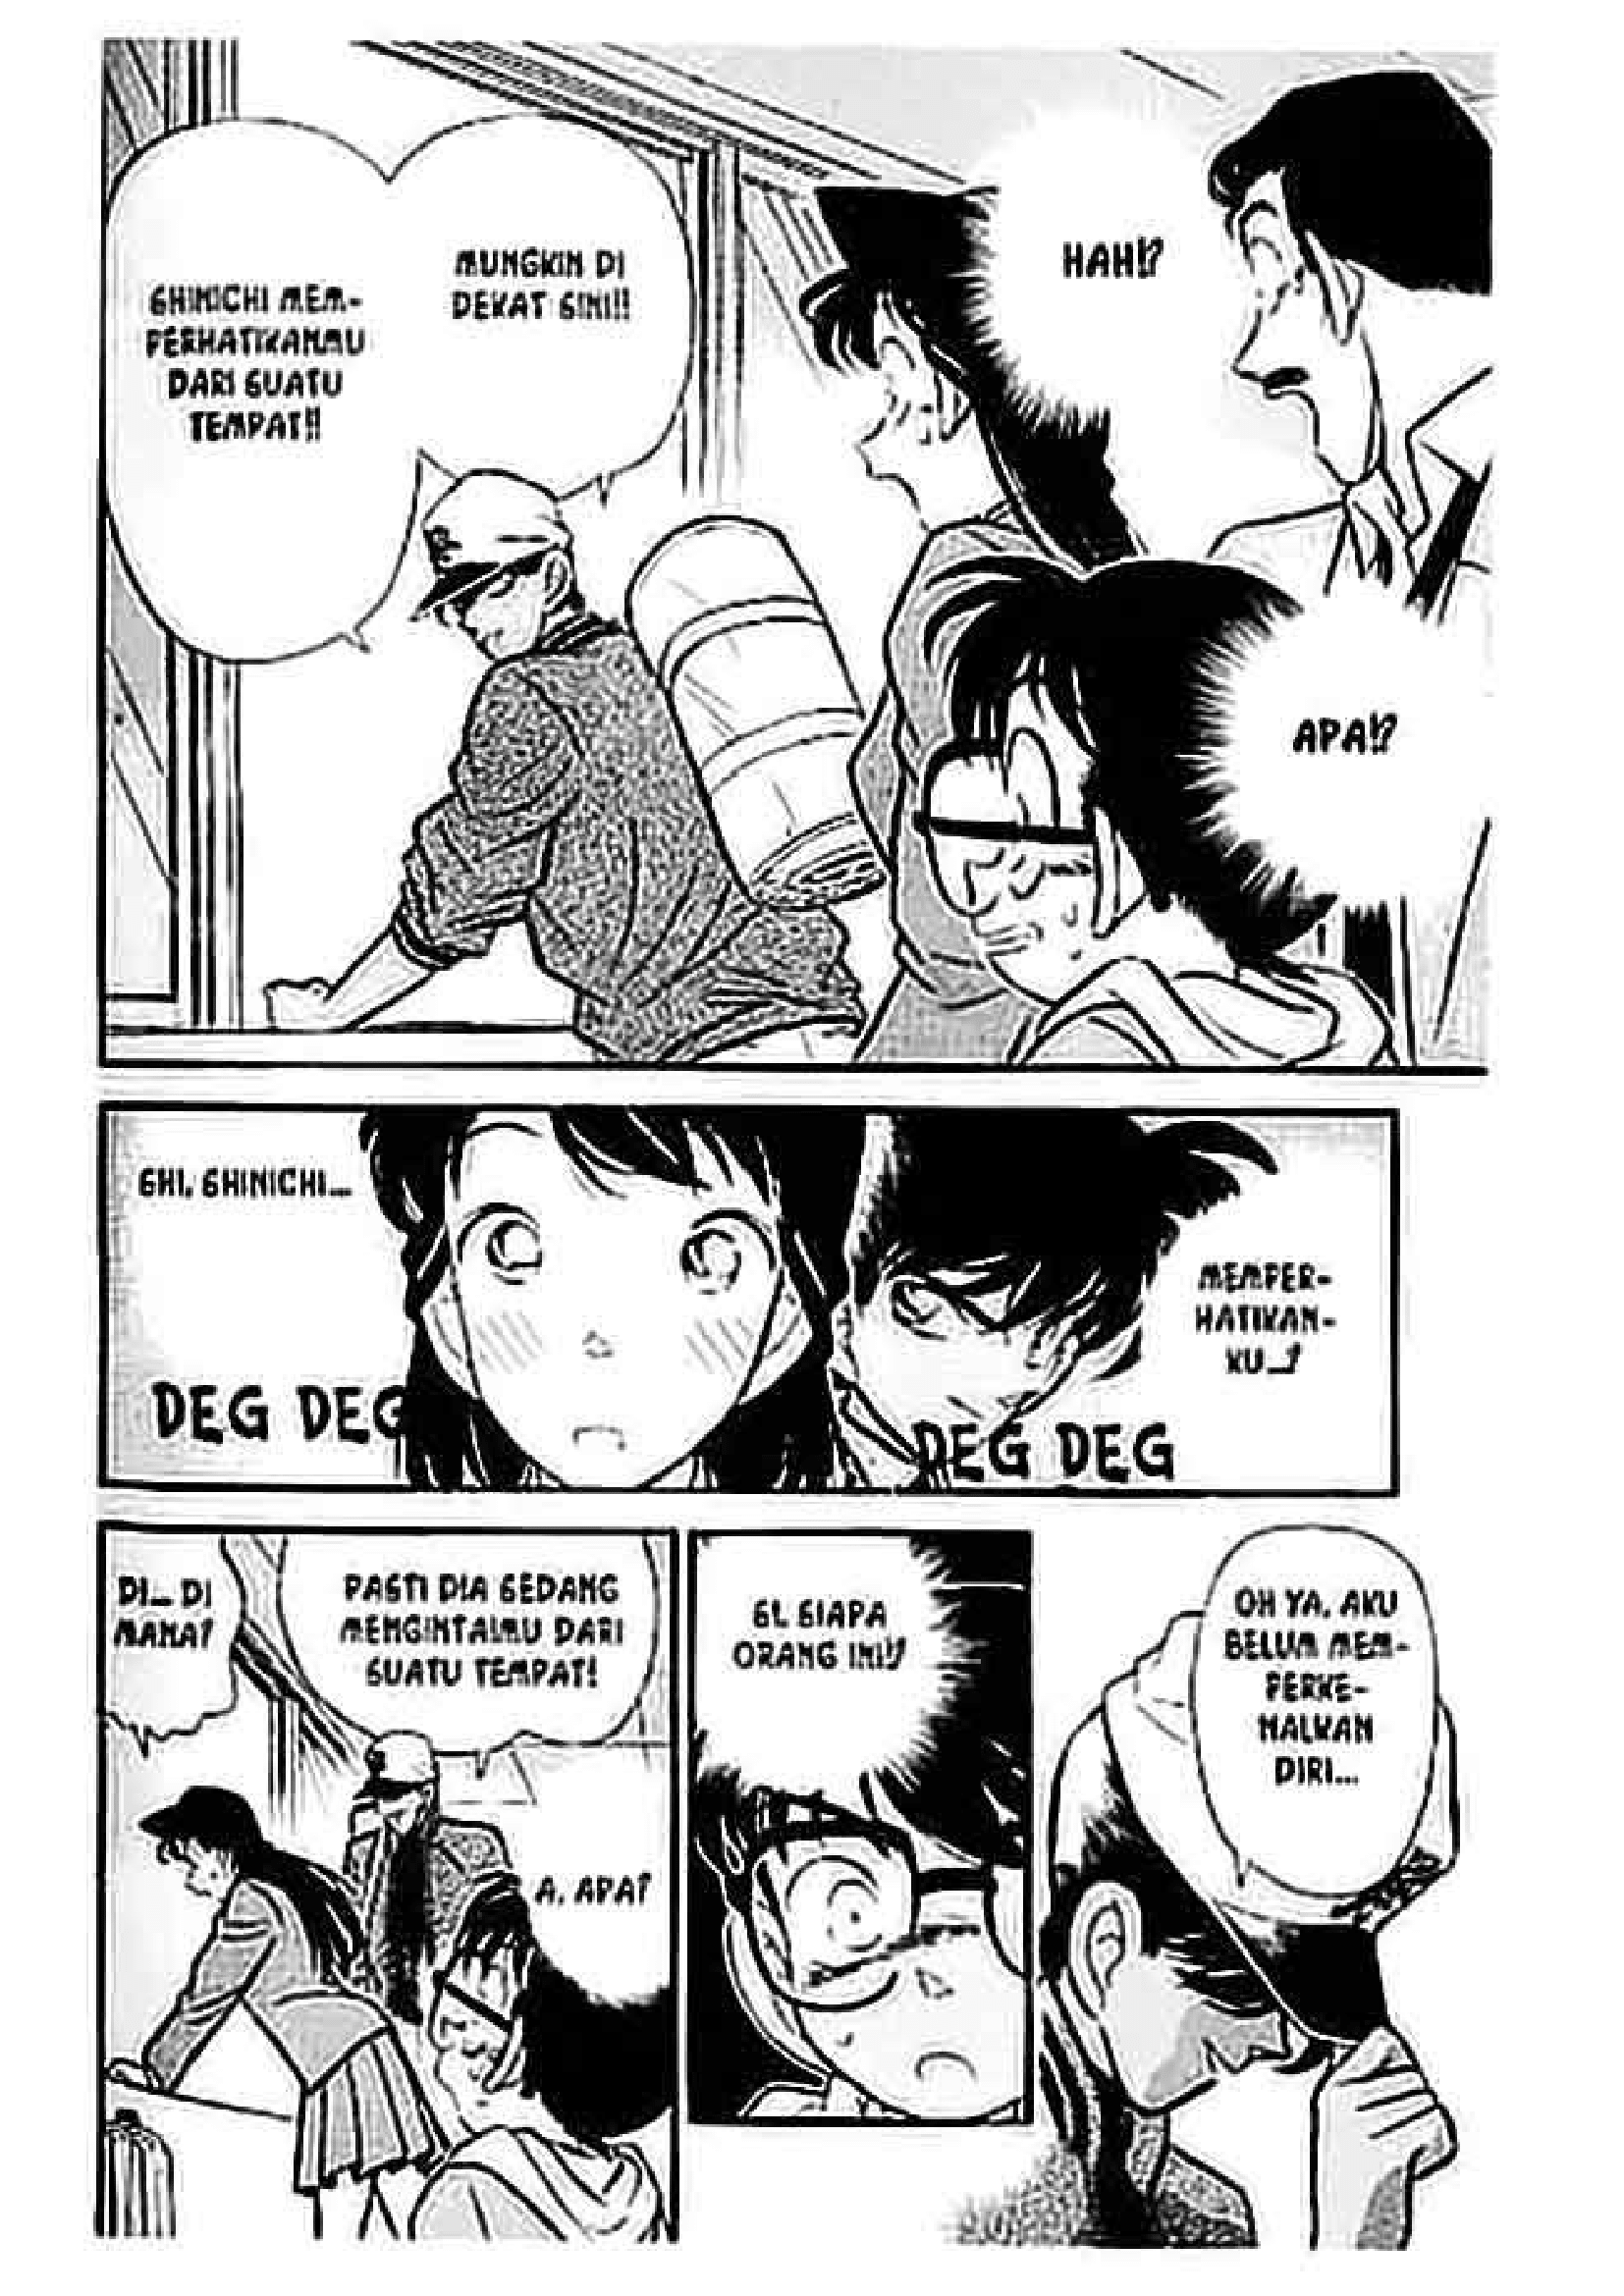 MUNGKIN DI
DEKAT SINI!!
SHINICHI MEM-
PERHATIKANMU
DARI SUATU
TEMPAT!!
HAH!?
APA!?
SHI, SHINICHI...
MEMPER-
HATIKAN-
KU...?
DEG DEG
DEG DEG
DI... DI
MANA?
PASTI DIA SEDANG
MENGINTAIMU DARI
SUATU TEMPAT!
A, APA?
SI, SIAPA
ORANG INI!?
OH YA, AKU
BELUM MEM-
PERKE-
NALKAN
DIRI...